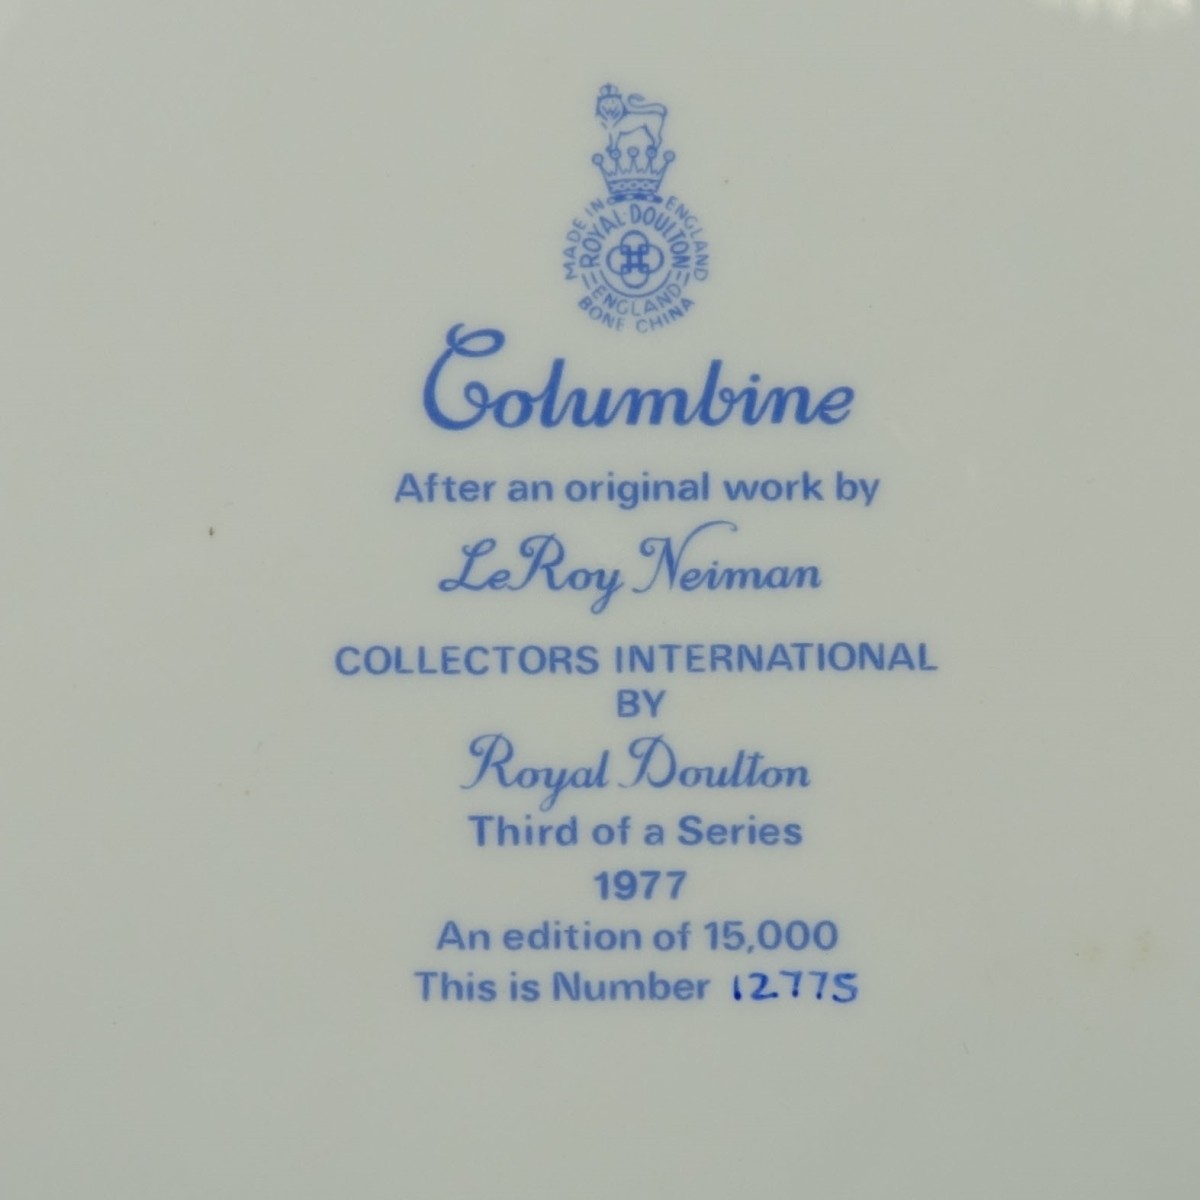 MADE IN ENGLAND
ROYAL DOULTON
ENGLAND
BONE CHINA
Columbine
After an original work by
LeRoy Neiman
COLLECTORS INTERNATIONAL
BY
Royal Doulton
Third of a Series
1977
An edition of 15,000
This is Number 12775